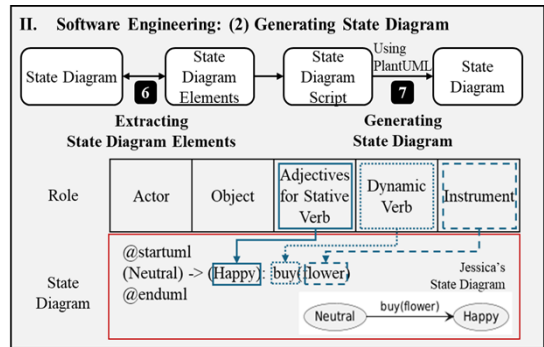 II. Software Engineering: (2) Generating State Diagram
State Diagram
State
Diagram
Elements
State
Diagram
Script
Using
PlantUML
State
Diagram
6
7
Extracting
State Diagram Elements
Generating
State Diagram
Role
Actor
Object
Adjectives
for Stative
Verb
Dynamic
Verb
Instrument
State
Diagram
@startuml
(Neutral) -> (Happy): buy(flower)
@enduml
Jessica's
State Diagram
Neutral
buy(flower)
Happy